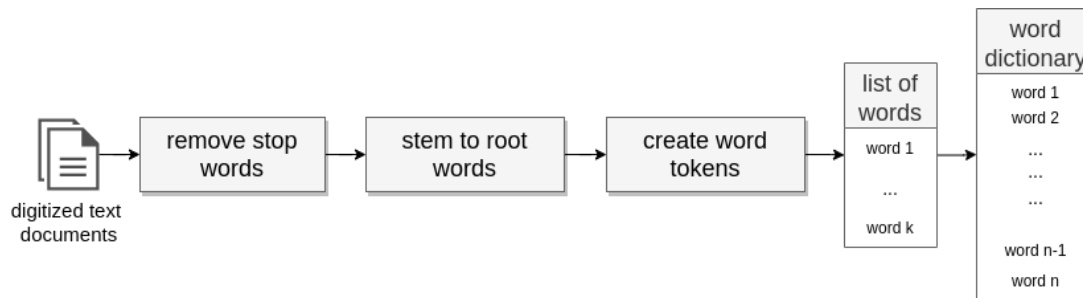 digitized text
documents
remove stop
words
stem to root
words
create word
tokens
list of
words
word 1
...
word k
word
dictionary
word 1
word 2
...
...
...
word n-1
word n